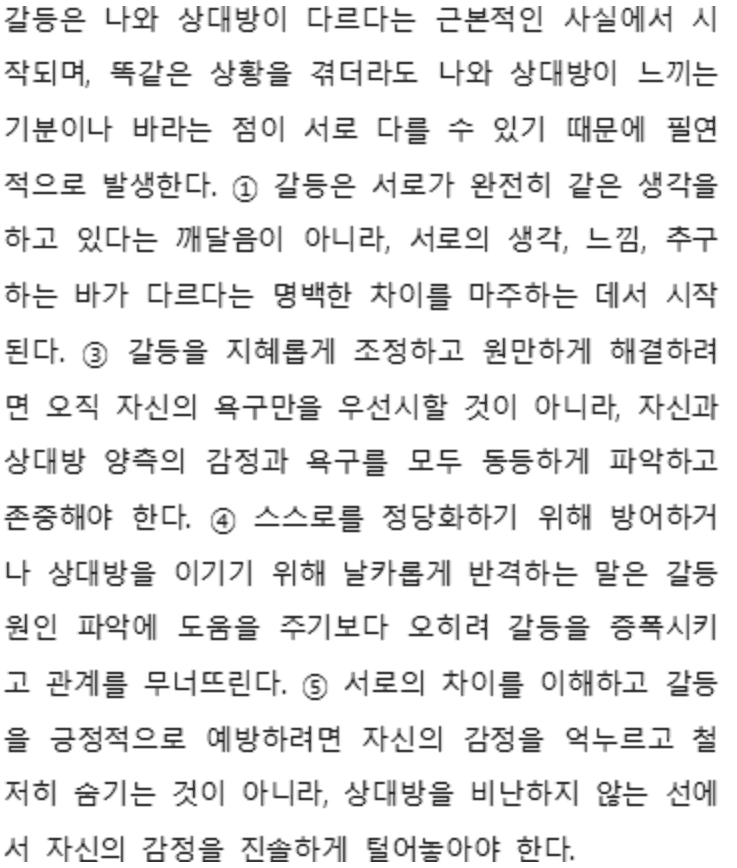 갈등은 나와 상대방이 다르다는 근본적인 사실에서 시
작되며, 똑같은 상황을 겪더라도 나와 상대방이 느끼는
기분이나 바라는 점이 서로 다를 수 있기 때문에 필연
적으로 발생한다. ① 갈등은 서로가 완전히 같은 생각을
하고 있다는 깨달음이 아니라, 서로의 생각, 느낌, 추구
하는 바가 다르다는 명백한 차이를 마주하는 데서 시작
된다. ③ 갈등을 지혜롭게 조정하고 원만하게 해결하려
면 오직 자신의 욕구만을 우선시할 것이 아니라, 자신과
상대방 양측의 감정과 욕구를 모두 동등하게 파악하고
존중해야 한다. ④ 스스로를 정당화하기 위해 방어하거
나 상대방을 이기기 위해 날카롭게 반격하는 말은 갈등
원인 파악에 도움을 주기보다 오히려 갈등을 증폭시키
고 관계를 무너뜨린다. ⑤ 서로의 차이를 이해하고 갈등
을 긍정적으로 예방하려면 자신의 감정을 억누르고 철
저히 숨기는 것이 아니라, 상대방을 비난하지 않는 선에
서 자신의 감정을 진솔하게 털어놓아야 한다.